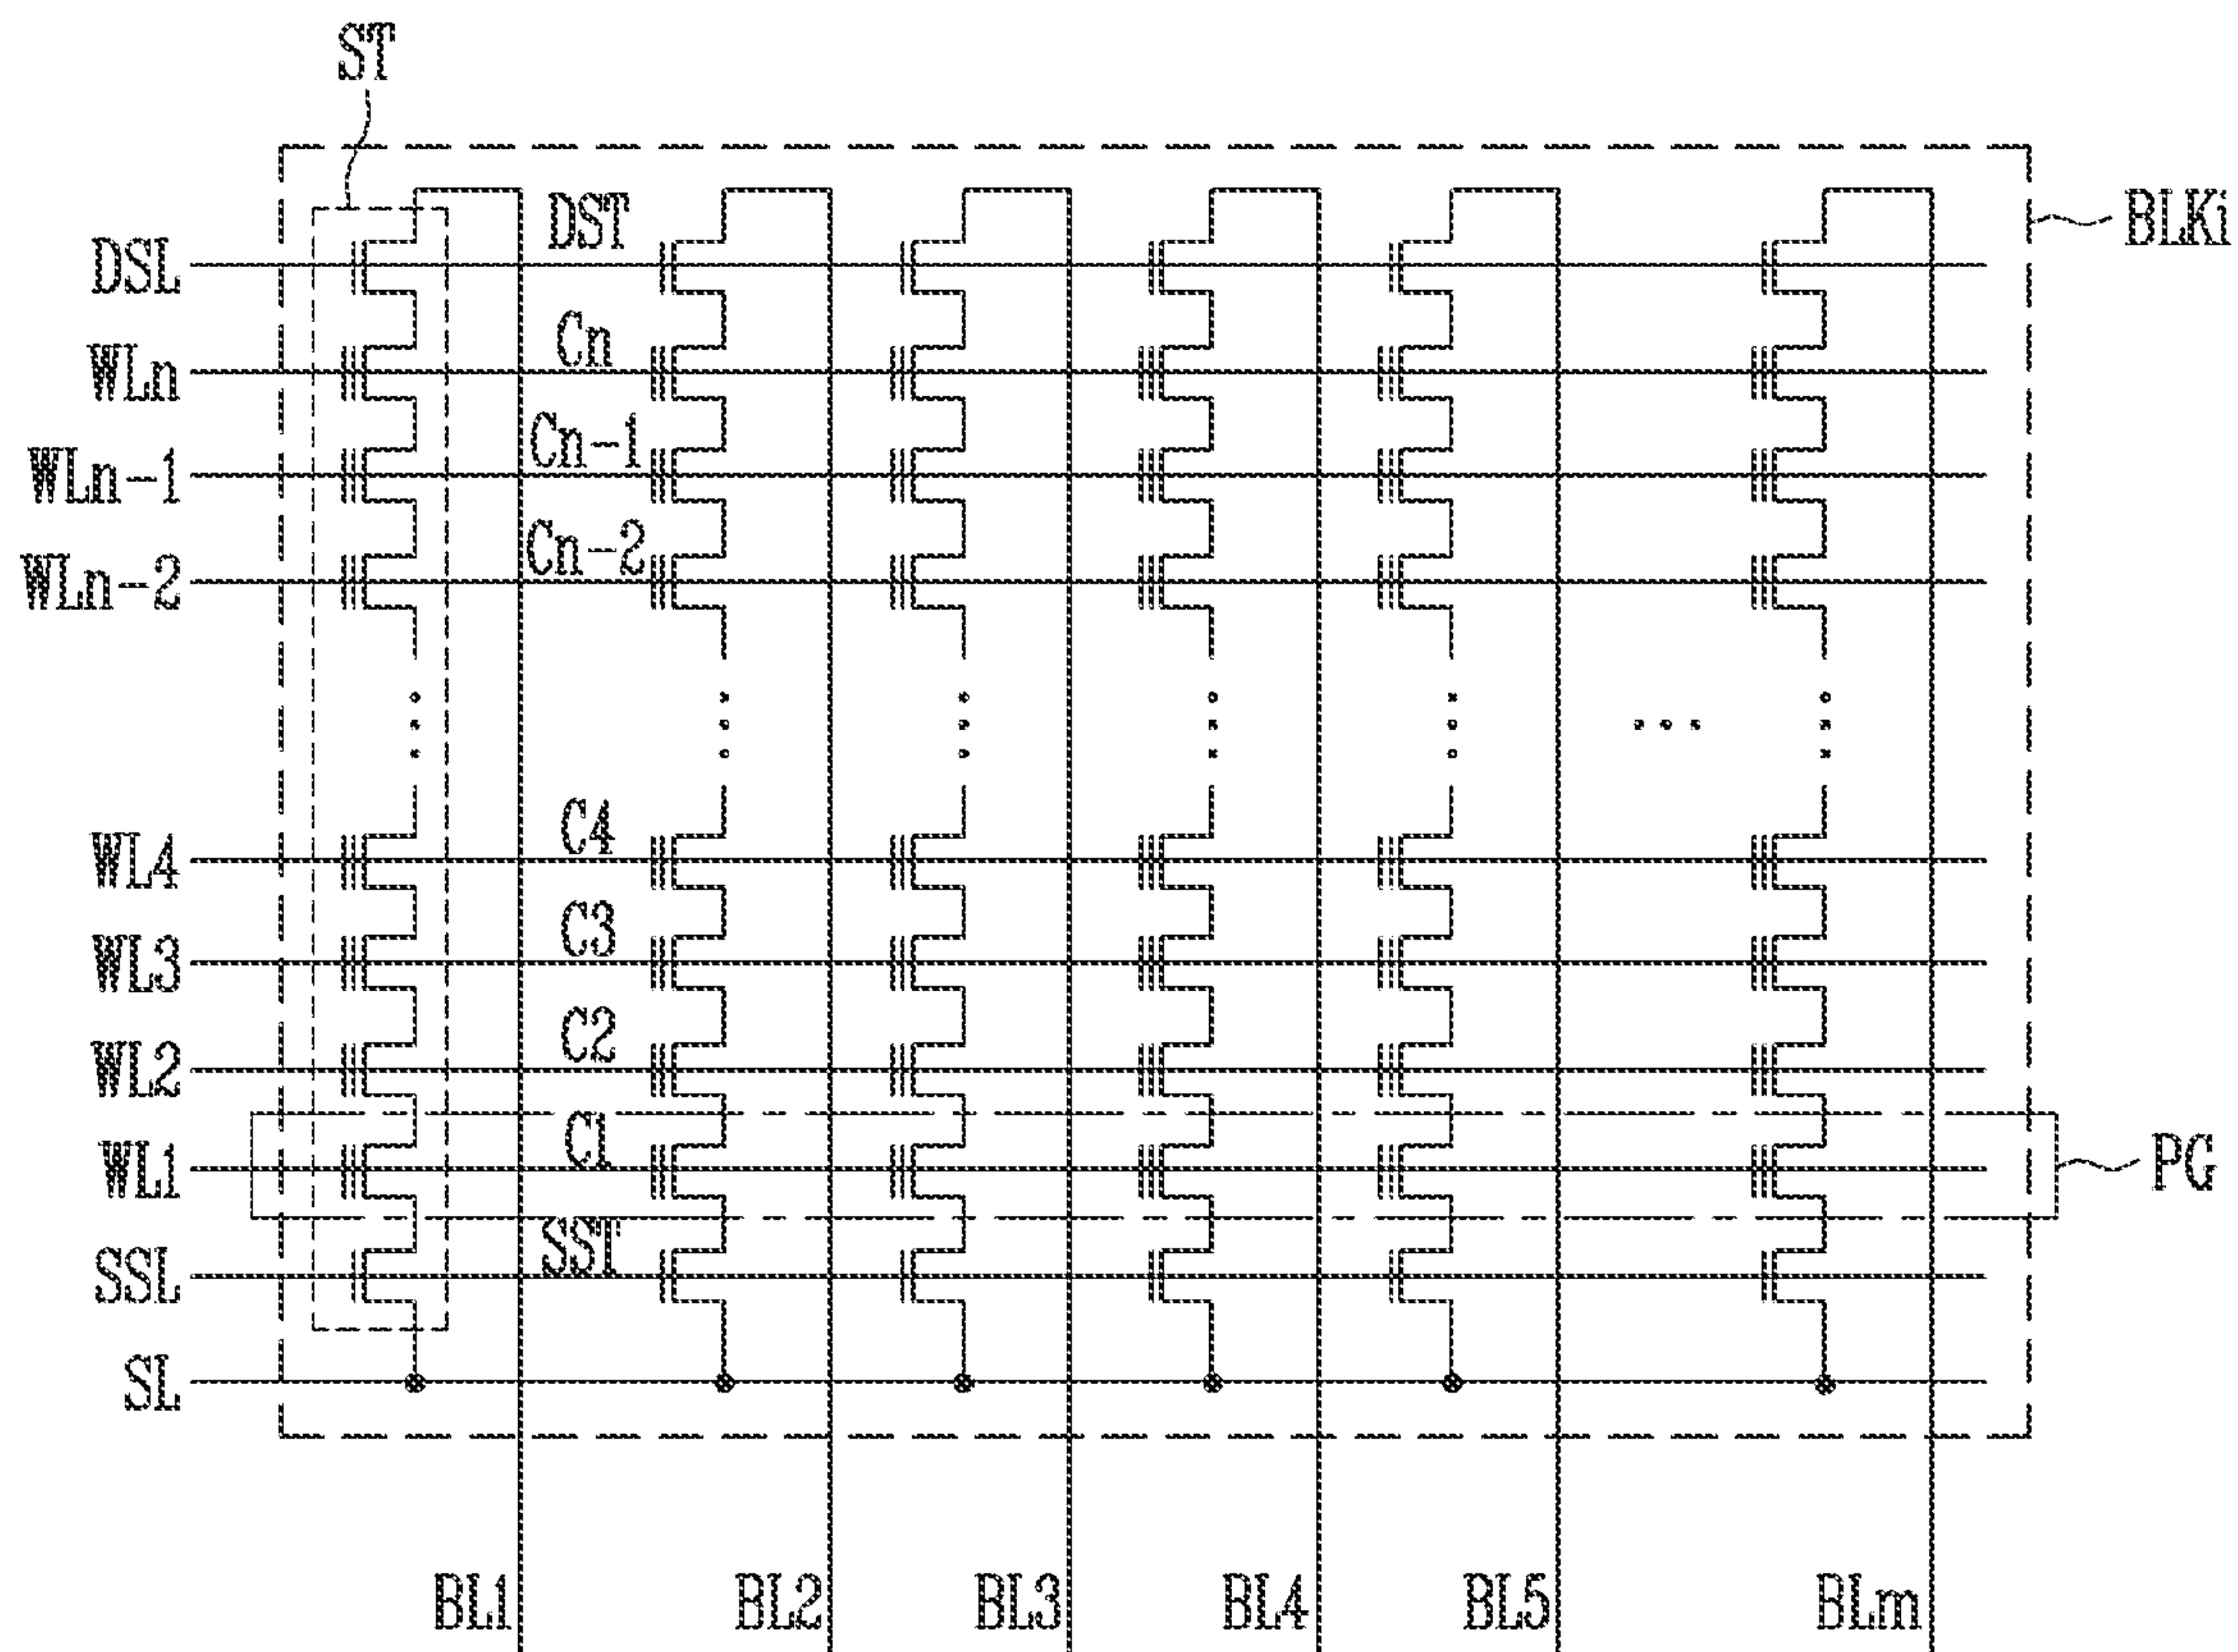 ST
BLKi
DSL
DST
WLn
Cn
WLn-1
Cn-1
WLn-2
Cn-2
WL4
C4
WL3
C3
WL2
C2
WL1
C1
PG
SSL
SST
SL
BL1
BL2
BL3
BL4
BL5
BLm